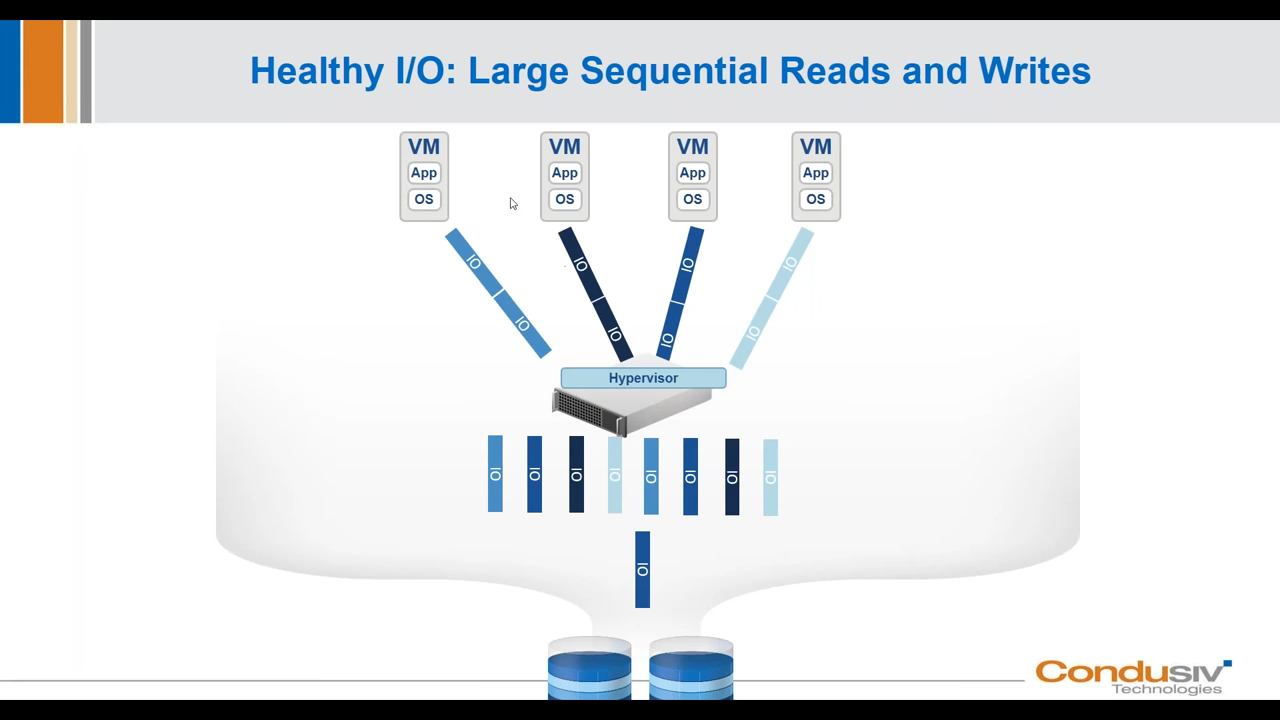 Healthy I/O: Large Sequential Reads and Writes
VM VM VM VM
App App App App
OS OS OS OS
IO IO IO IO
IO IO IO IO
Hypervisor
IO IO IO IO IO IO IO IO
IO
Condusiv
Technologies